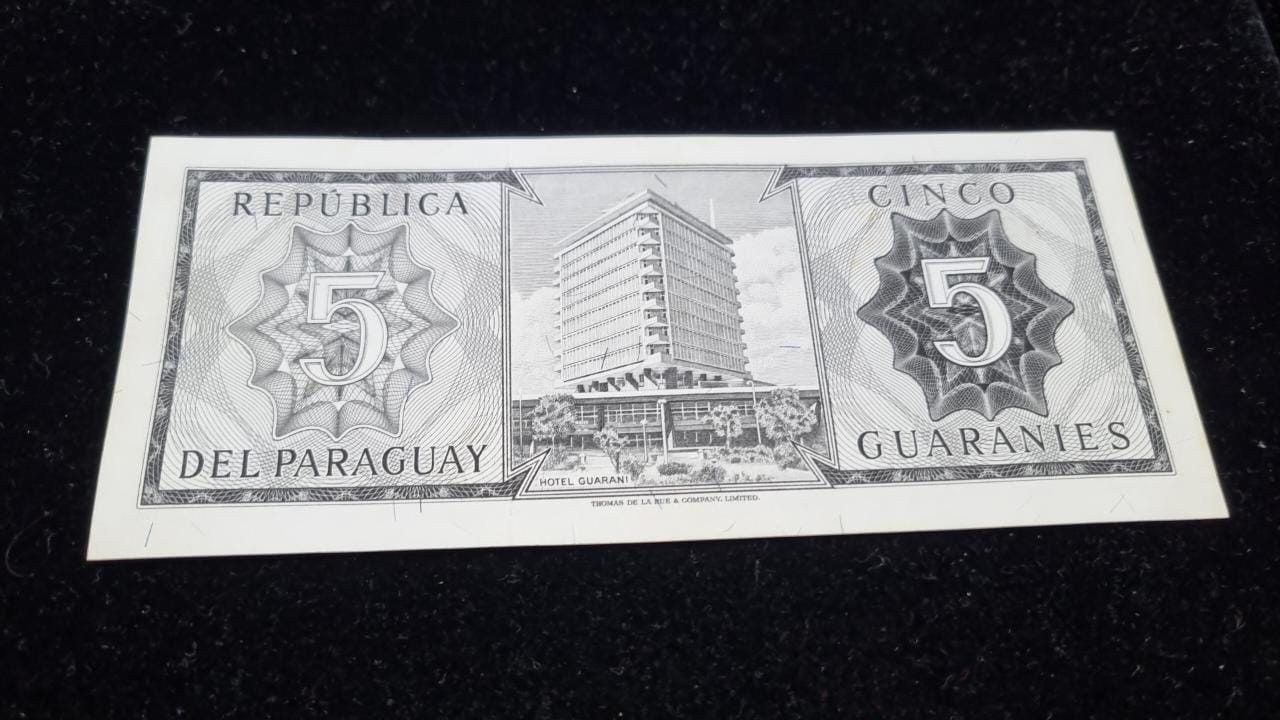 REPÚBLICA
CINCO
5
5
DEL PARAGUAY
GUARANIES
HOTEL GUARANI
THOMAS DE LA RUE & COMPANY, LIMITED.